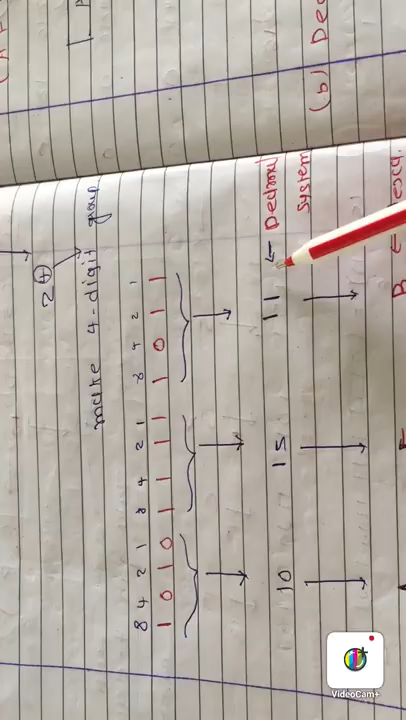 (b) Dec
2④
make 4-digit group
8 4 2 1 8 4 2 1 8 4 2 1
1 0 1 0 1 1 1 1 1 0 1 1
10 15 11 ← Decimal
system
B
VideoCam+